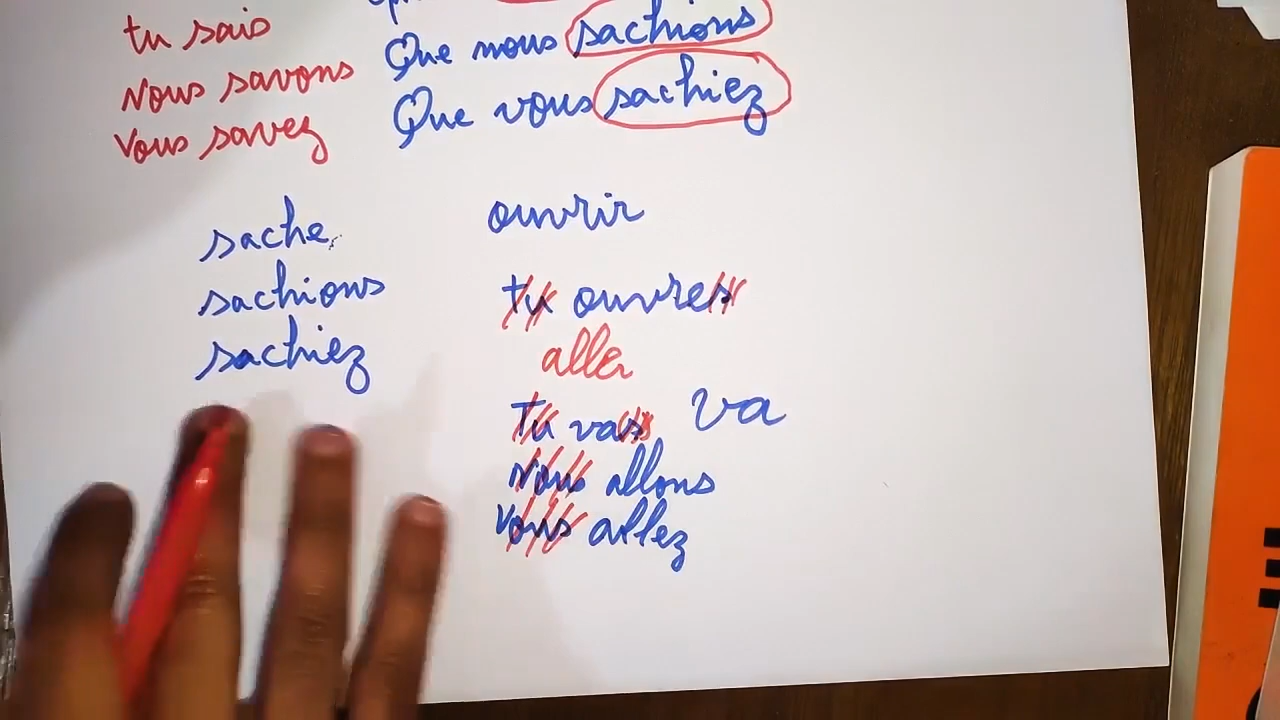 tu sais
Nous savons
Vous savez
Que nous sachions
Que vous sachiez
sache
sachions
sachiez
ouvrir
tu ouvres
aller
Tu vas va
Nous allons
Vous allez